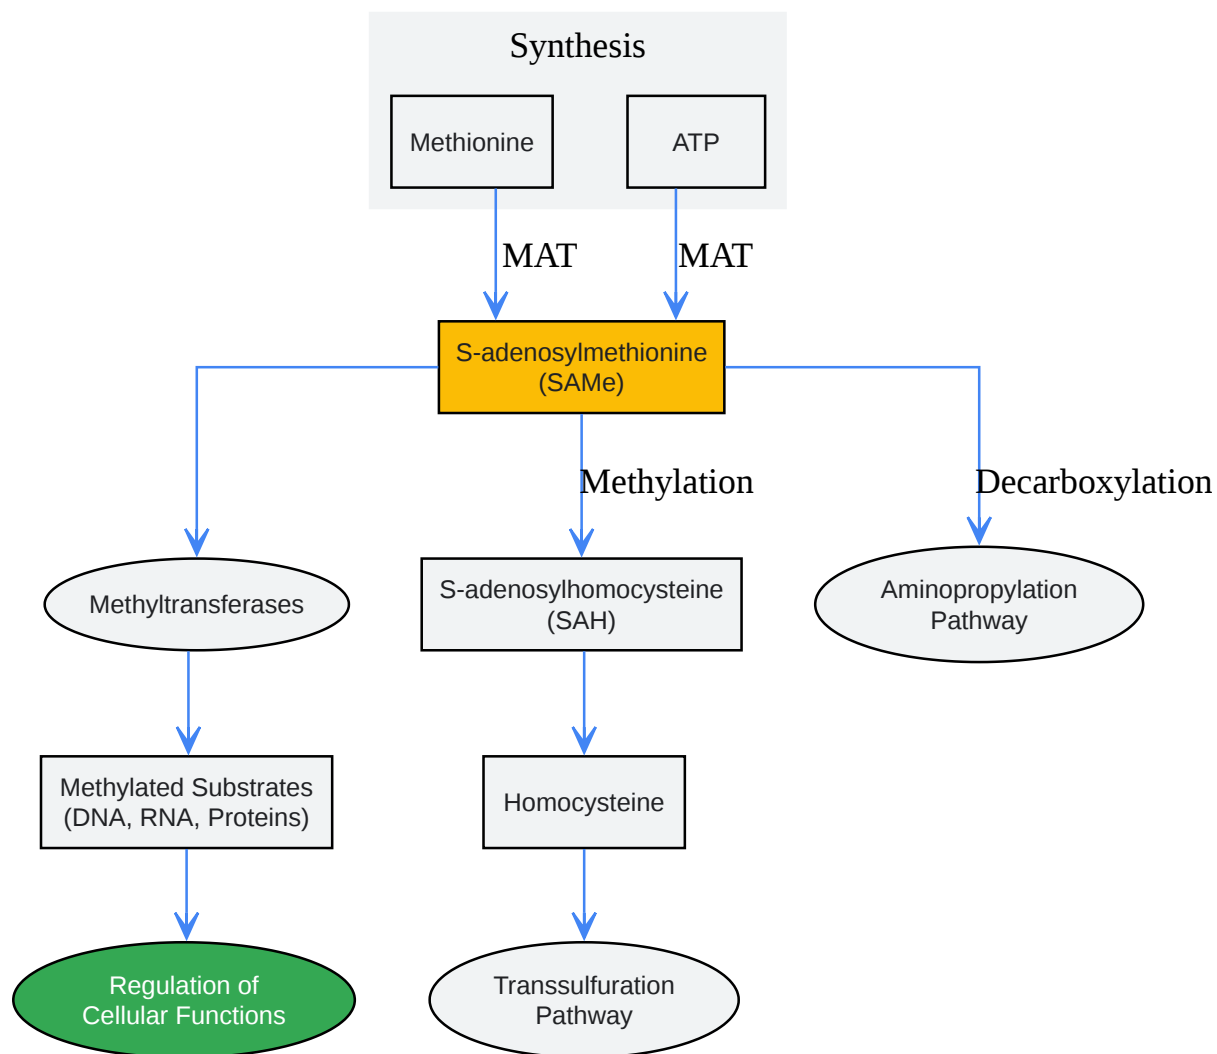 Synthesis
Methionine
ATP
MAT
MAT
S-adenosylmethionine
(SAMe)
Methylation
Decarboxylation
Methyltransferases
S-adenosylhomocysteine
(SAH)
Aminopropylation
Pathway
Methylated Substrates
(DNA, RNA, Proteins)
Homocysteine
Regulation of
Cellular Functions
Transsulfuration
Pathway